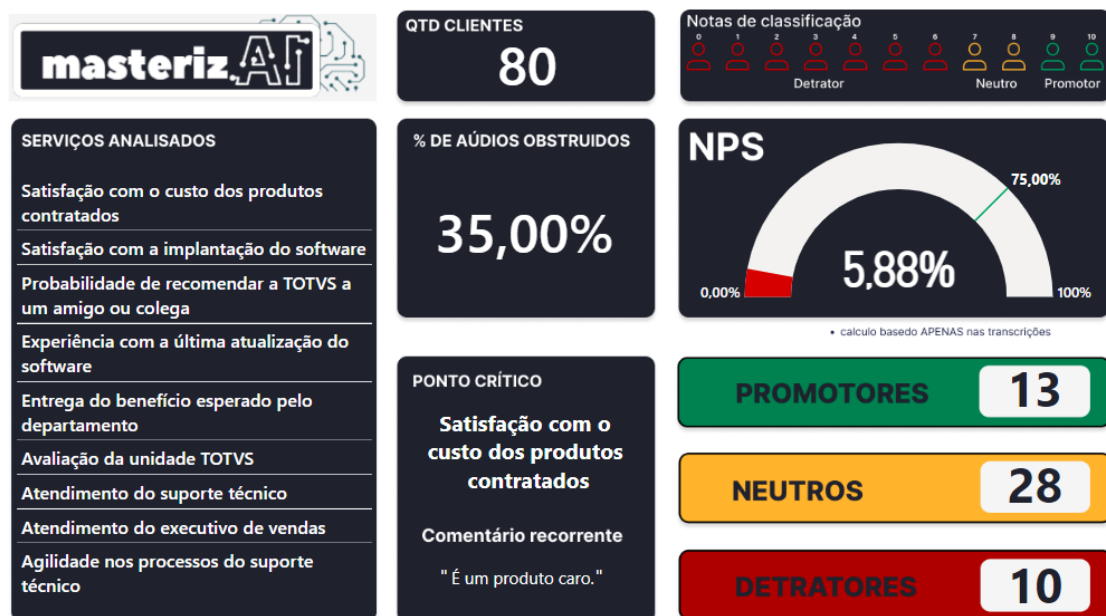 masteriz.AI
QTD CLIENTES
80
Notas de classificação
0 1 2 3 4 5 6 7 8 9 10
Detrator Neutro Promotor
SERVIÇOS ANALISADOS
Satisfação com o custo dos produtos
contratados
Satisfação com a implantação do software
Probabilidade de recomendar a TOTVS a
um amigo ou colega
Experiência com a última atualização do
software
Entrega do benefício esperado pelo
departamento
Avaliação da unidade TOTVS
Atendimento do suporte técnico
Atendimento do executivo de vendas
Agilidade nos processos do suporte
técnico
% DE AÚDIOS OBSTRUIDOS
35,00%
PONTO CRÍTICO
Satisfação com o
custo dos produtos
contratados
Comentário recorrente
" É um produto caro."
NPS
75,00%
5,88%
0,00%
100%
• calculo basedo APENAS nas transcrições
PROMOTORES 13
NEUTROS 28
DETRATORES 10